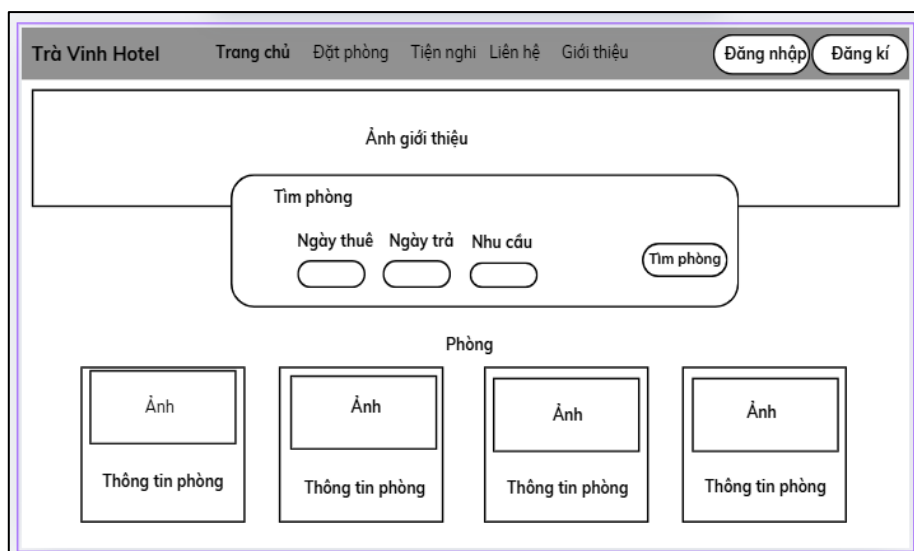 Trà Vinh Hotel Trang chủ Đặt phòng Tiện nghi Liên hệ Giới thiệu Đăng nhập Đăng kí
Ảnh giới thiệu
Tìm phòng
Ngày thuê Ngày trả Nhu cầu
Tìm phòng
Phòng
Ảnh Ảnh Ảnh Ảnh
Thông tin phòng Thông tin phòng Thông tin phòng Thông tin phòng